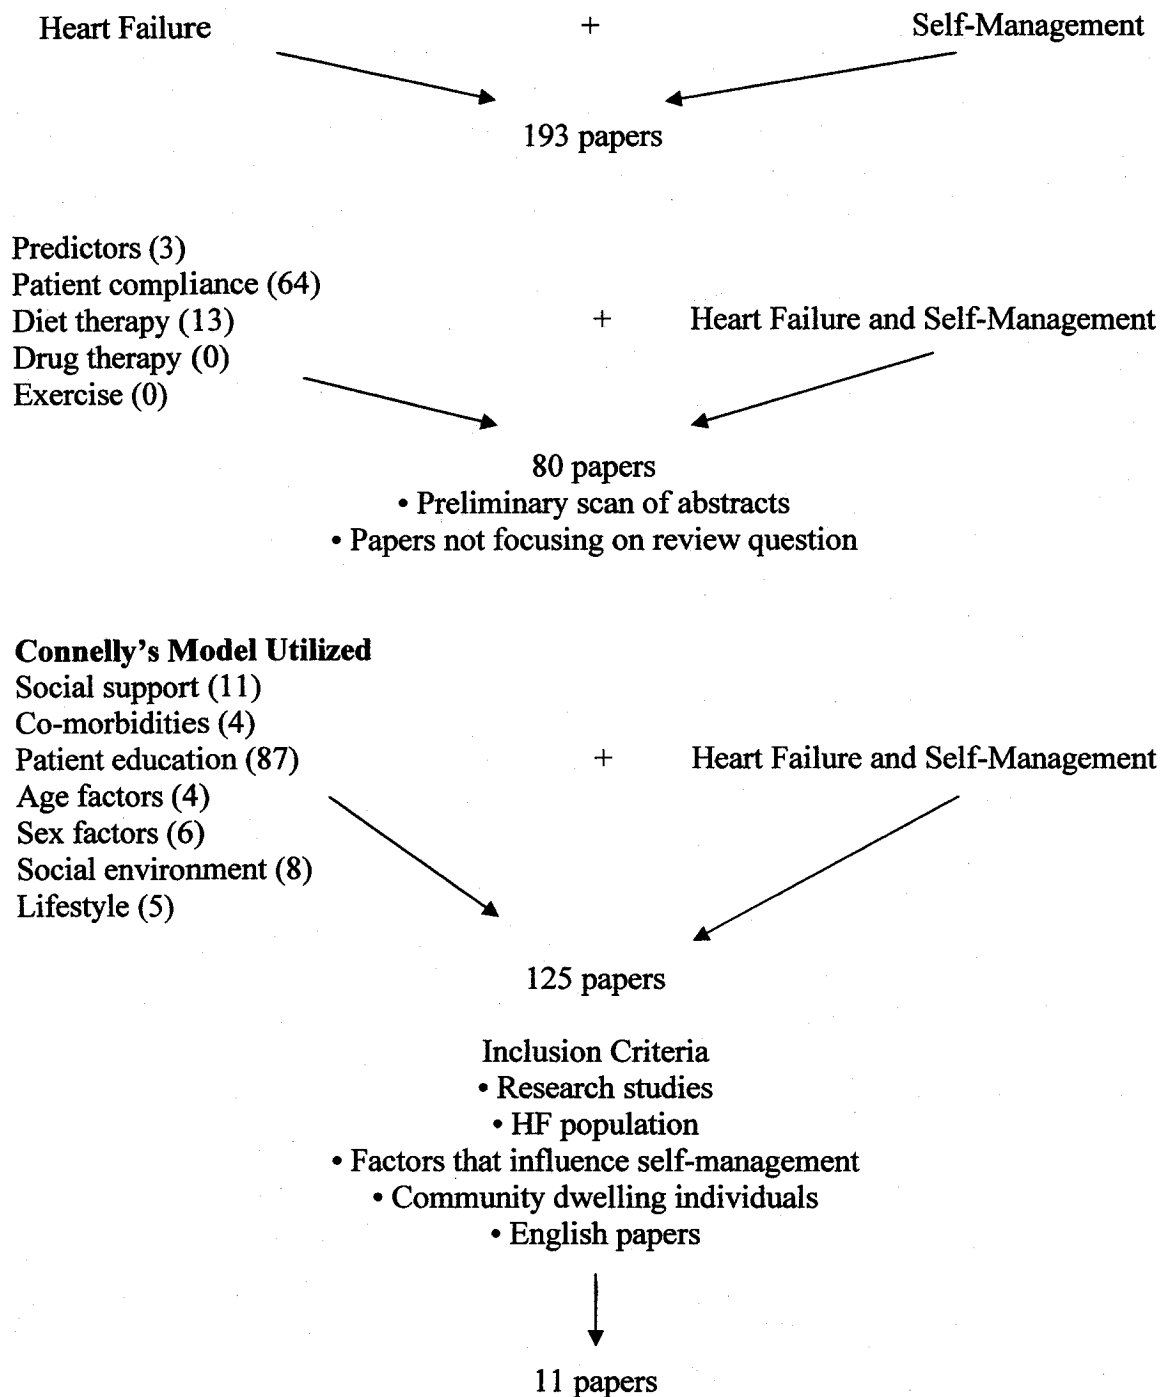 Heart Failure + Self-Management
193 papers
Predictors (3)
Patient compliance (64)
Diet therapy (13) + Heart Failure and Self-Management
Drug therapy (0)
Exercise (0)
80 papers
• Preliminary scan of abstracts
• Papers not focusing on review question
Connelly's Model Utilized
Social support (11)
Co-morbidities (4)
Patient education (87) + Heart Failure and Self-Management
Age factors (4)
Sex factors (6)
Social environment (8)
Lifestyle (5)
125 papers
Inclusion Criteria
• Research studies
• HF population
• Factors that influence self-management
• Community dwelling individuals
• English papers
11 papers